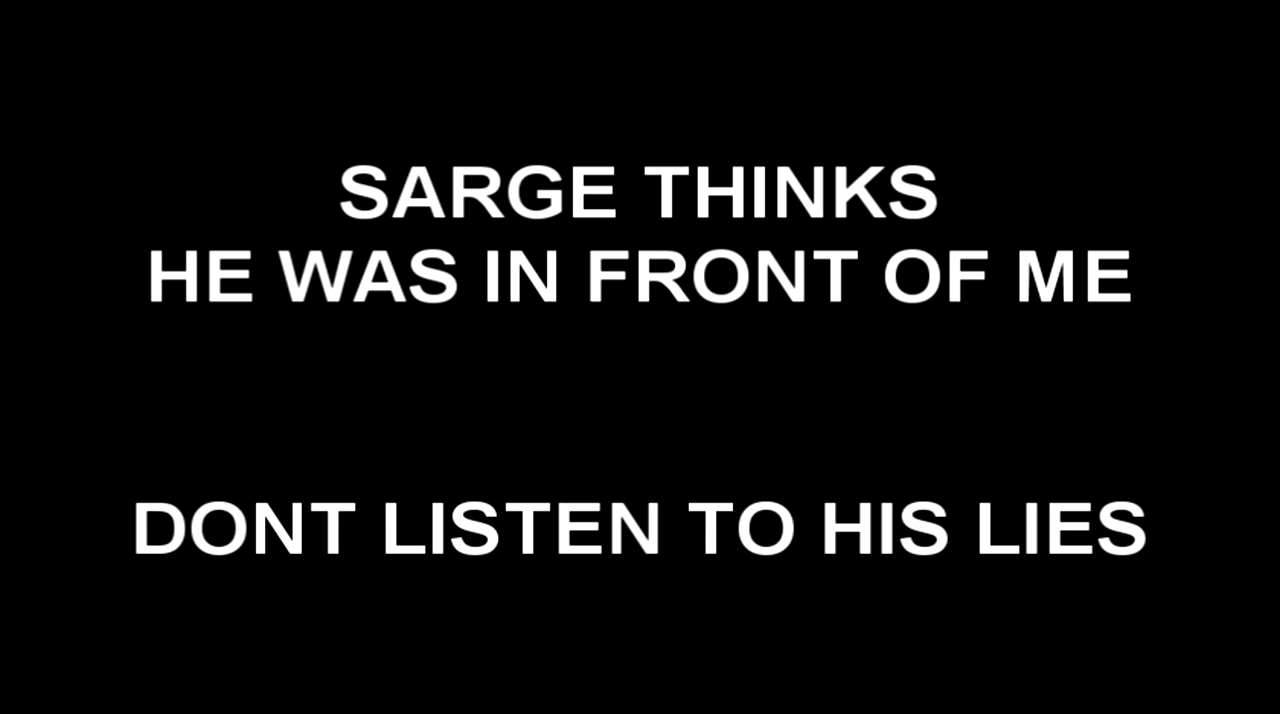 SARGE THINKS
HE WAS IN FRONT OF ME
DONT LISTEN TO HIS LIES